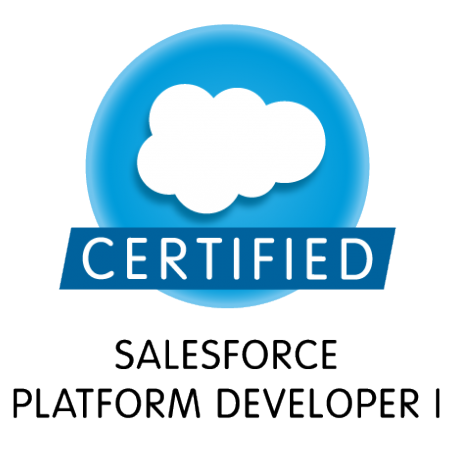 CERTIFIED
SALESFORCE
PLATFORM DEVELOPER I